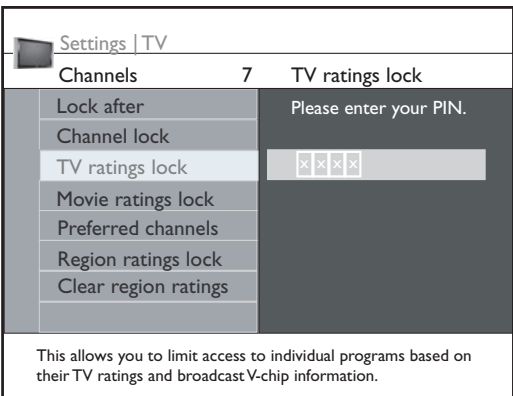 Settings | TV
Channels 7 TV ratings lock
Lock after
Channel lock
TV ratings lock
Movie ratings lock
Preferred channels
Region ratings lock
Clear region ratings
Please enter your PIN.
x x x x
This allows you to limit access to individual programs based on
their TV ratings and broadcast V-chip information.